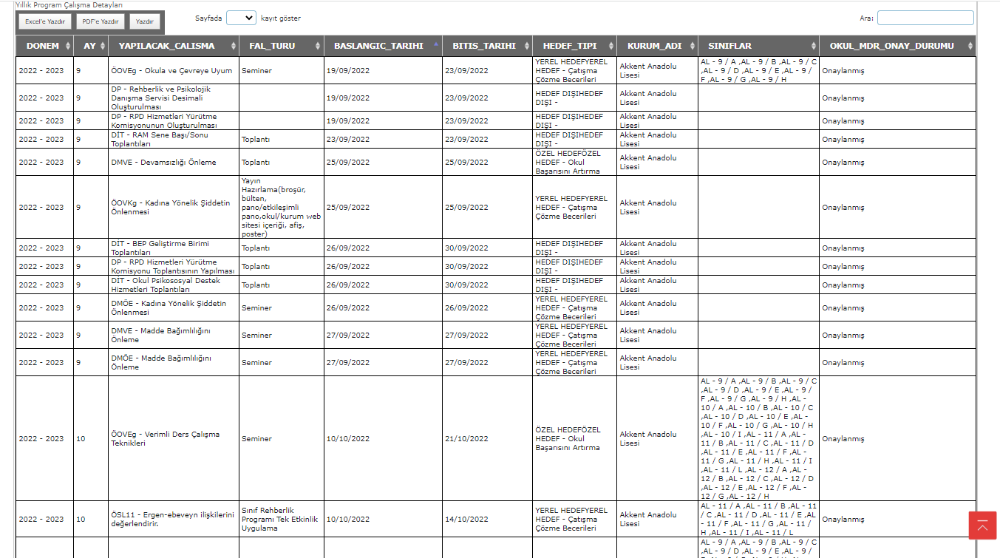 Yıllık Program Çalışma Detayları
Excel'e Yazdır PDF'e Yazdır Yazdır Sayfada kayıt göster Ara:
DONEM AY YAPILACAK_CALISMA FAL_TURU BASLANGIC_TARIHI BITIS_TARIHI HEDEF_TIPI KURUM_ADI SINIFLAR OKUL_MDR_ONAY_DURUMU
2022 - 2023 9 ÖOVEg - Okula ve Çevreye Uyum Seminer 19/09/2022 23/09/2022
YEREL HEDEFYEREL
HEDEF - Çatışma
Çözme Becerileri
Akkent Anadolu
Lisesi
AL - 9 / A ,AL - 9 / B ,AL - 9 / C
,AL - 9 / D ,AL - 9 / E ,AL - 9 /
F ,AL - 9 / G ,AL - 9 / H
Onaylanmış
2022 - 2023 9
DP - Rehberlik ve Psikolojik
Danışma Servisi Desimali
Oluşturulması
19/09/2022 23/09/2022
HEDEF DIŞIHEDEF
DIŞI -
Akkent Anadolu
Lisesi
Onaylanmış
2022 - 2023 9
DP - RPD Hizmetleri Yürütme
Komisyonunun Oluşturulması
19/09/2022 23/09/2022
HEDEF DIŞIHEDEF
DIŞI -
Akkent Anadolu
Lisesi
Onaylanmış
2022 - 2023 9
DİT - RAM Sene Başı/Sonu
Toplantıları
Toplantı 23/09/2022 23/09/2022
HEDEF DIŞIHEDEF
DIŞI -
Akkent Anadolu
Lisesi
Onaylanmış
2022 - 2023 9 DMVE - Devamsızlığı Önleme Toplantı 25/09/2022 25/09/2022
ÖZEL HEDEFÖZEL
HEDEF - Okul
Başarısını Artırma
Akkent Anadolu
Lisesi
Onaylanmış
2022 - 2023 9
ÖOVKg - Kadına Yönelik Şiddetin
Önlenmesi
Yayın
Hazırlama(broşür,
bülten,
pano/etkileşimli
pano,okul/kurum web
sitesi içeriği, afiş,
poster)
25/09/2022 25/09/2022
YEREL HEDEFYEREL
HEDEF - Çatışma
Çözme Becerileri
Akkent Anadolu
Lisesi
Onaylanmış
2022 - 2023 9
DİT - BEP Geliştirme Birimi
Toplantıları
Toplantı 26/09/2022 30/09/2022
HEDEF DIŞIHEDEF
DIŞI -
Akkent Anadolu
Lisesi
Onaylanmış
2022 - 2023 9
DP - RPD Hizmetleri Yürütme
Komisyonu Toplantısının Yapılması
Toplantı 26/09/2022 30/09/2022
HEDEF DIŞIHEDEF
DIŞI -
Akkent Anadolu
Lisesi
Onaylanmış
2022 - 2023 9
DİT - Okul Psikososyal Destek
Hizmetleri Toplantıları
Toplantı 26/09/2022 30/09/2022
HEDEF DIŞIHEDEF
DIŞI -
Akkent Anadolu
Lisesi
Onaylanmış
2022 - 2023 9
DMÖE - Kadına Yönelik Şiddetin
Önlenmesi
Seminer 26/09/2022 26/09/2022
YEREL HEDEFYEREL
HEDEF - Çatışma
Çözme Becerileri
Akkent Anadolu
Lisesi
Onaylanmış
2022 - 2023 9
DMVE - Madde Bağımlılığını
Önleme
Seminer 27/09/2022 27/09/2022
YEREL HEDEFYEREL
HEDEF - Çatışma
Çözme Becerileri
Akkent Anadolu
Lisesi
Onaylanmış
2022 - 2023 9
DMÖE - Madde Bağımlılığını
Önleme
Seminer 27/09/2022 27/09/2022
YEREL HEDEFYEREL
HEDEF - Çatışma
Çözme Becerileri
Akkent Anadolu
Lisesi
Onaylanmış
2022 - 2023 10
ÖOVEg - Verimli Ders Çalışma
Teknikleri
Seminer 10/10/2022 21/10/2022
ÖZEL HEDEFÖZEL
HEDEF - Okul
Başarısını Artırma
Akkent Anadolu
Lisesi
AL - 9 / A ,AL - 9 / B ,AL - 9 / C
,AL - 9 / D ,AL - 9 / E ,AL - 9 /
F ,AL - 9 / G ,AL - 9 / H ,AL -
10 / A ,AL - 10 / B ,AL - 10 / C
,AL - 10 / D ,AL - 10 / E ,AL -
10 / F ,AL - 10 / G ,AL - 10 / H
,AL - 10 / I ,AL - 11 / A ,AL -
11 / B ,AL - 11 / C ,AL - 11 / D
,AL - 11 / E ,AL - 11 / F ,AL -
11 / G ,AL - 11 / H ,AL - 11 / I
,AL - 11 / L ,AL - 12 / A ,AL -
12 / B ,AL - 12 / C ,AL - 12 / D
,AL - 12 / E ,AL - 12 / F ,AL -
12 / G ,AL - 12 / H
Onaylanmış
2022 - 2023 10
ÖSL11 - Ergen-ebeveyn ilişkilerini
değerlendirir.
Sınıf Rehberlik
Programı Tek Etkinlik
Uygulama
10/10/2022 14/10/2022
YEREL HEDEFYEREL
HEDEF - Çatışma
Çözme Becerileri
Akkent Anadolu
Lisesi
AL - 11 / A ,AL - 11 / B ,AL - 11
/ C ,AL - 11 / D ,AL - 11 / E ,AL
- 11 / F ,AL - 11 / G ,AL - 11 /
H ,AL - 11 / I ,AL - 11 / L
Onaylanmış
AL - 9 / A ,AL - 9 / B ,AL - 9 / C
,AL - 9 / D ,AL - 9 / E ,AL - 9 /